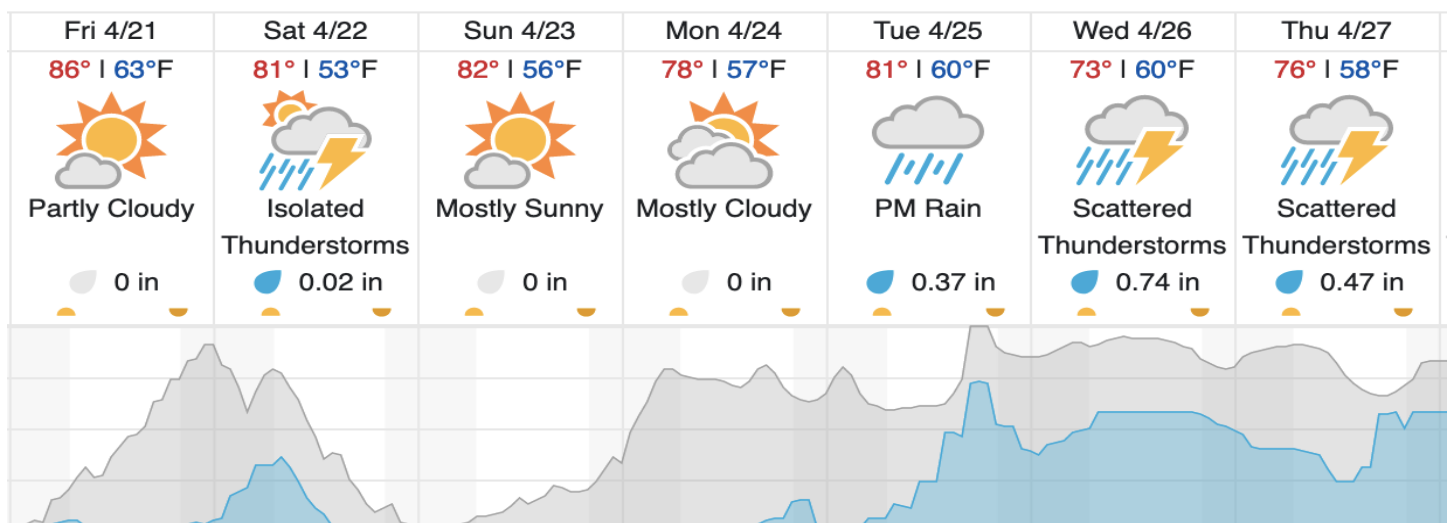 Fri 4/21
Sat 4/22
Sun 4/23
Mon 4/24
Tue 4/25
Wed 4/26
Thu 4/27
86° | 63°F
81° | 53°F
82° | 56°F
78° | 57°F
81° | 60°F
73° | 60°F
76° | 58°F
Partly Cloudy
Isolated
Thunderstorms
Mostly Sunny
Mostly Cloudy
PM Rain
Scattered
Thunderstorms
Scattered
Thunderstorms
0 in
0.02 in
0 in
0 in
0.37 in
0.74 in
0.47 in